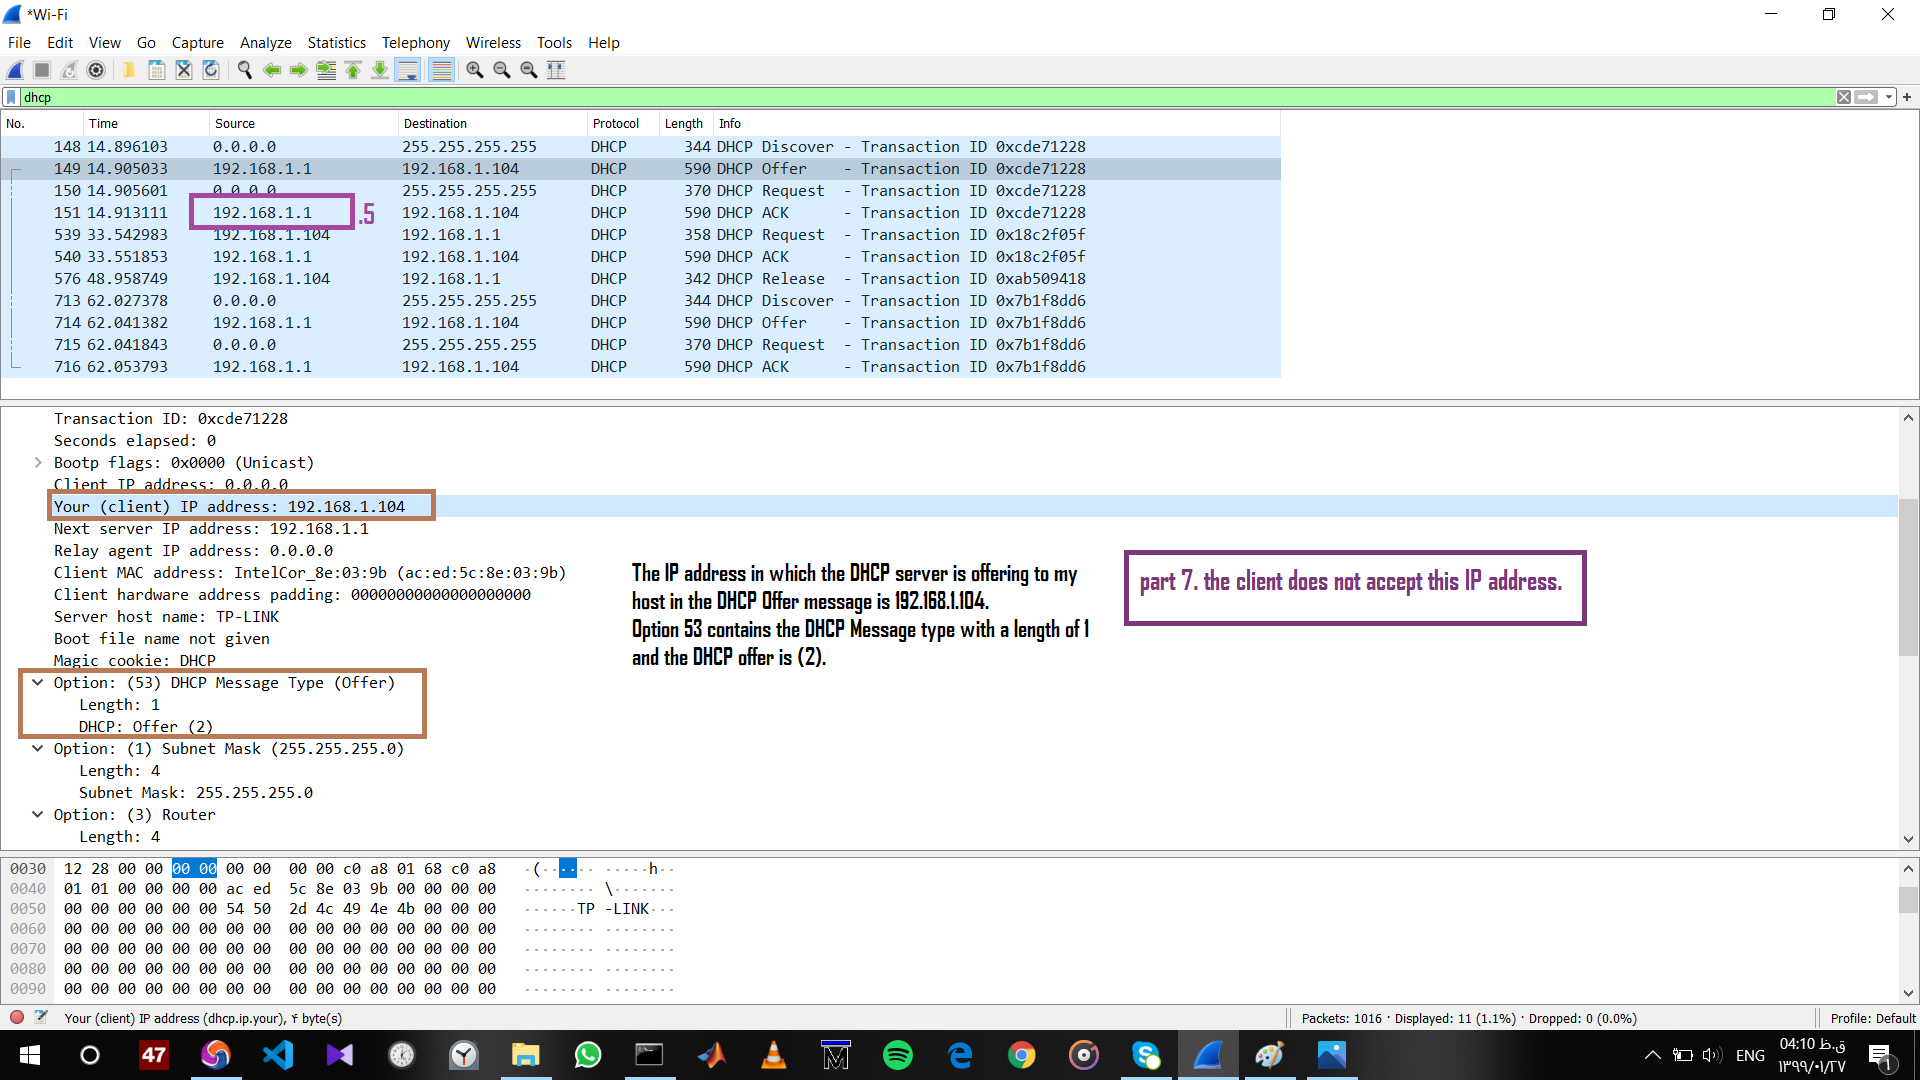 *Wi-Fi
File Edit View Go Capture Analyze Statistics Telephony Wireless Tools Help
dhcp
No. Time Source Destination Protocol Length Info
148 14.896103 0.0.0.0 255.255.255.255 DHCP 344 DHCP Discover - Transaction ID 0xcde71228
149 14.905033 192.168.1.1 192.168.1.104 DHCP 590 DHCP Offer - Transaction ID 0xcde71228
150 14.905601 0.0.0.0 255.255.255.255 DHCP 370 DHCP Request - Transaction ID 0xcde71228
151 14.913111 192.168.1.1 .5 192.168.1.104 DHCP 590 DHCP ACK - Transaction ID 0xcde71228
539 33.542983 192.168.1.104 192.168.1.1 DHCP 358 DHCP Request - Transaction ID 0x18c2f05f
540 33.551853 192.168.1.1 192.168.1.104 DHCP 590 DHCP ACK - Transaction ID 0x18c2f05f
576 48.958749 192.168.1.104 192.168.1.1 DHCP 342 DHCP Release - Transaction ID 0xab509418
713 62.027378 0.0.0.0 255.255.255.255 DHCP 344 DHCP Discover - Transaction ID 0x7b1f8dd6
714 62.041382 192.168.1.1 192.168.1.104 DHCP 590 DHCP Offer - Transaction ID 0x7b1f8dd6
715 62.041843 0.0.0.0 255.255.255.255 DHCP 370 DHCP Request - Transaction ID 0x7b1f8dd6
716 62.053793 192.168.1.1 192.168.1.104 DHCP 590 DHCP ACK - Transaction ID 0x7b1f8dd6
Transaction ID: 0xcde71228
Seconds elapsed: 0
Bootp flags: 0x0000 (Unicast)
Client IP address: 0.0.0.0
Your (client) IP address: 192.168.1.104
Next server IP address: 192.168.1.1
Relay agent IP address: 0.0.0.0
Client MAC address: IntelCor_8e:03:9b (ac:ed:5c:8e:03:9b)
Client hardware address padding: 00000000000000000000
Server host name: TP-LINK
Boot file name not given
Magic cookie: DHCP
Option: (53) DHCP Message Type (Offer)
Length: 1
DHCP: Offer (2)
Option: (1) Subnet Mask (255.255.255.0)
Length: 4
Subnet Mask: 255.255.255.0
Option: (3) Router
Length: 4
The IP address in which the DHCP server is offering to my
host in the DHCP Offer message is 192.168.1.104.
Option 53 contains the DHCP Message type with a length of 1
and the DHCP offer is (2).
part 7. the client does not accept this IP address.
0030 12 28 00 00 00 00 00 00 00 00 c0 a8 01 68 c0 a8 ·(······ ·····h··
0040 01 01 00 00 00 00 ac ed 5c 8e 03 9b 00 00 00 00 ········ \·······
0050 00 00 00 00 00 00 54 50 2d 4c 49 4e 4b 00 00 00 ······TP -LINK···
0060 00 00 00 00 00 00 00 00 00 00 00 00 00 00 00 00 ········ ········
0070 00 00 00 00 00 00 00 00 00 00 00 00 00 00 00 00 ········ ········
0080 00 00 00 00 00 00 00 00 00 00 00 00 00 00 00 00 ········ ········
0090 00 00 00 00 00 00 00 00 00 00 00 00 00 00 00 00 ········ ········
Your (client) IP address (dhcp.ip.your), ۴ byte(s) Packets: 1016 · Displayed: 11 (1.1%) · Dropped: 0 (0.0%) Profile: Default
47
ENG
04:10 ق.ظ
۱۳۹۹/۰۱/۲۷
۱